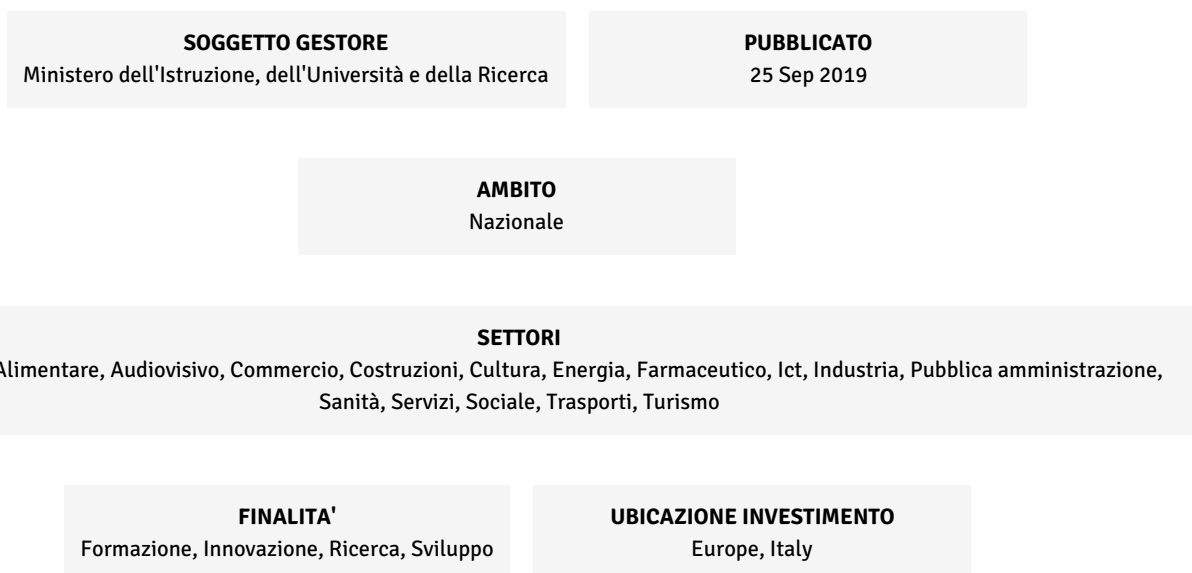 SOGGETTO GESTORE
Ministero dell'Istruzione, dell'Università e della Ricerca
PUBBLICATO
25 Sep 2019
AMBITO
Nazionale
SETTORI
Alimentare, Audiovisivo, Commercio, Costruzioni, Cultura, Energia, Farmaceutico, Ict, Industria, Pubblica amministrazione,
Sanità, Servizi, Sociale, Trasporti, Turismo
FINALITA'
Formazione, Innovazione, Ricerca, Sviluppo
UBICAZIONE INVESTIMENTO
Europe, Italy